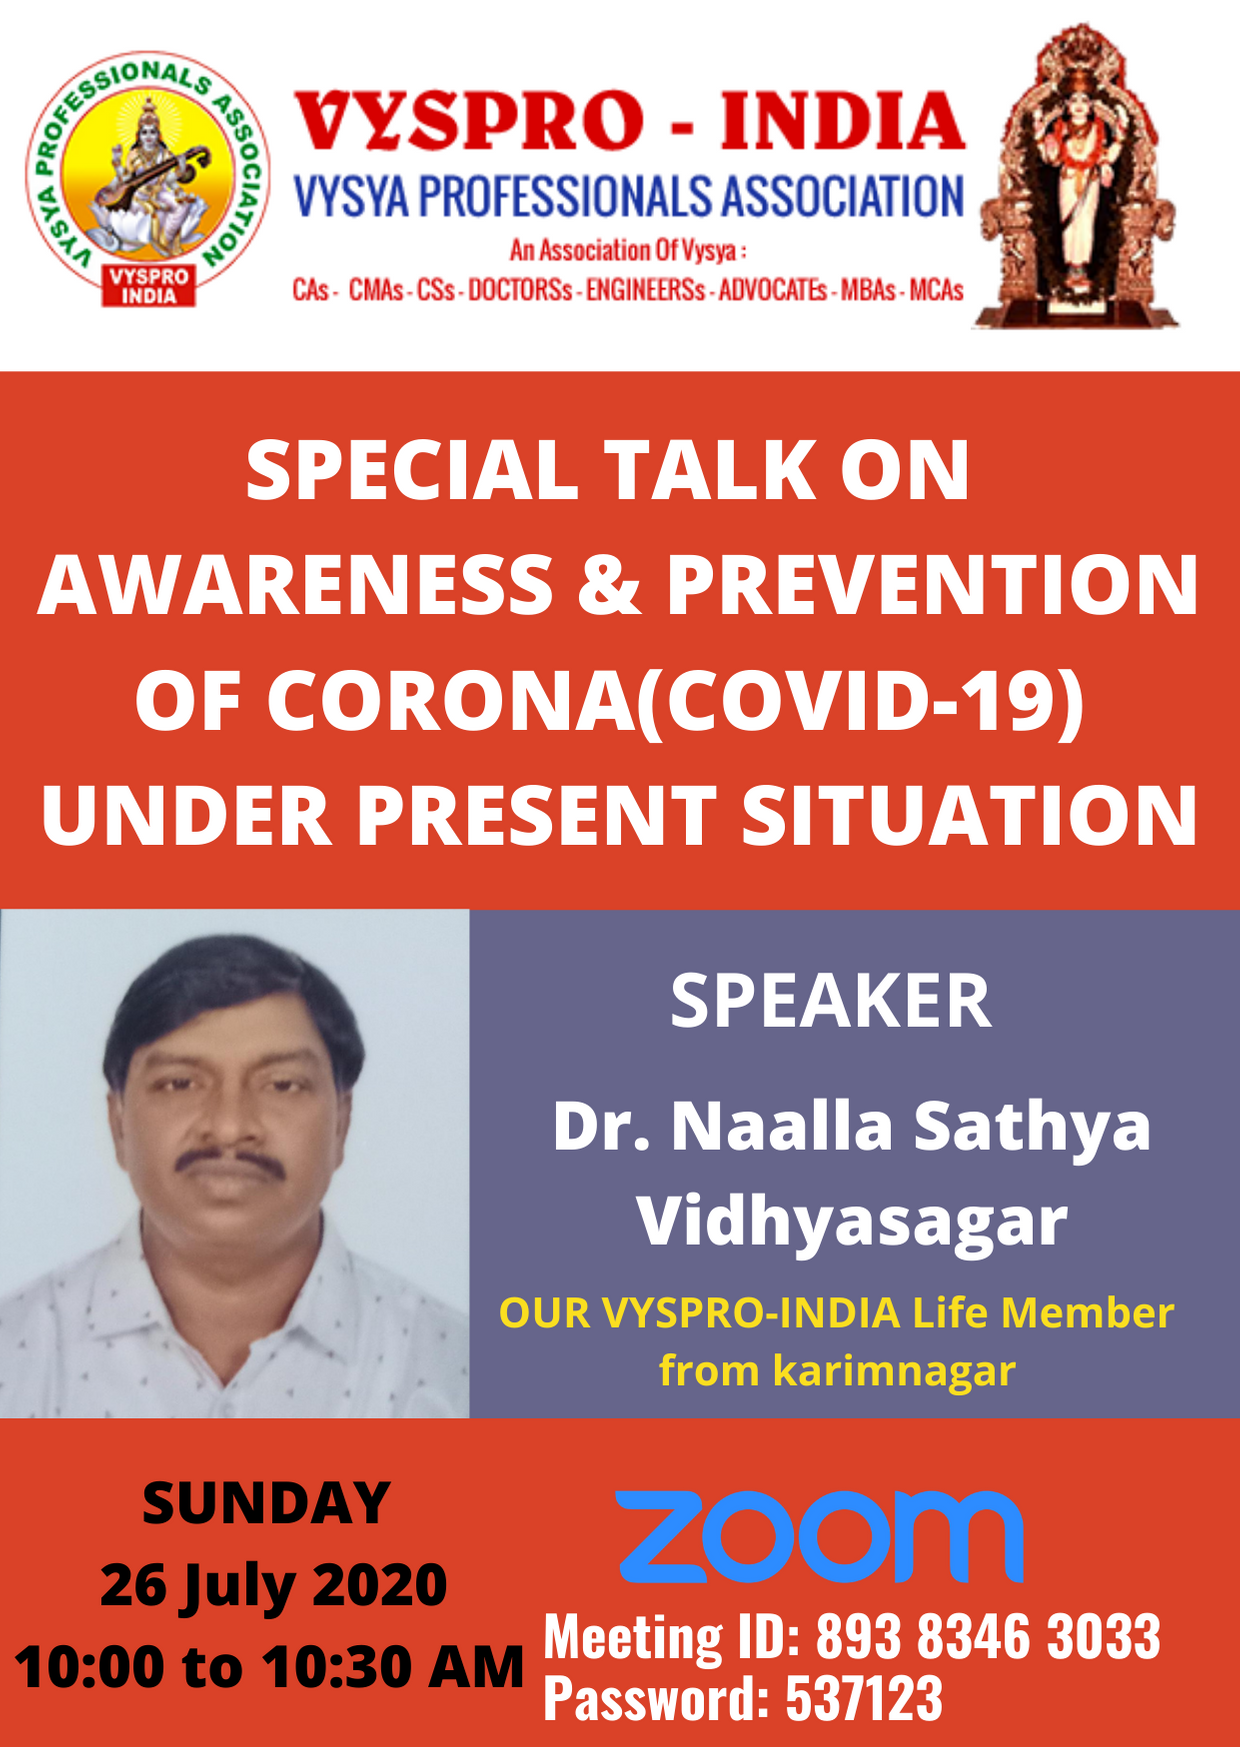 VYSYA PROFESSIONALS ASSOCIATION
VYSPRO
INDIA
VYSPRO - INDIA
VYSYA PROFESSIONALS ASSOCIATION
An Association Of Vysya :
CAs - CMAs - CSs - DOCTORSs - ENGINEERSs - ADVOCATEs - MBAs - MCAs
SPECIAL TALK ON
AWARENESS & PREVENTION
OF CORONA(COVID-19)
UNDER PRESENT SITUATION
SPEAKER
Dr. Naalla Sathya
Vidhyasagar
OUR VYSPRO-INDIA Life Member
from karimnagar
SUNDAY
26 July 2020
10:00 to 10:30 AM
zoom
Meeting ID: 893 8346 3033
Password: 537123